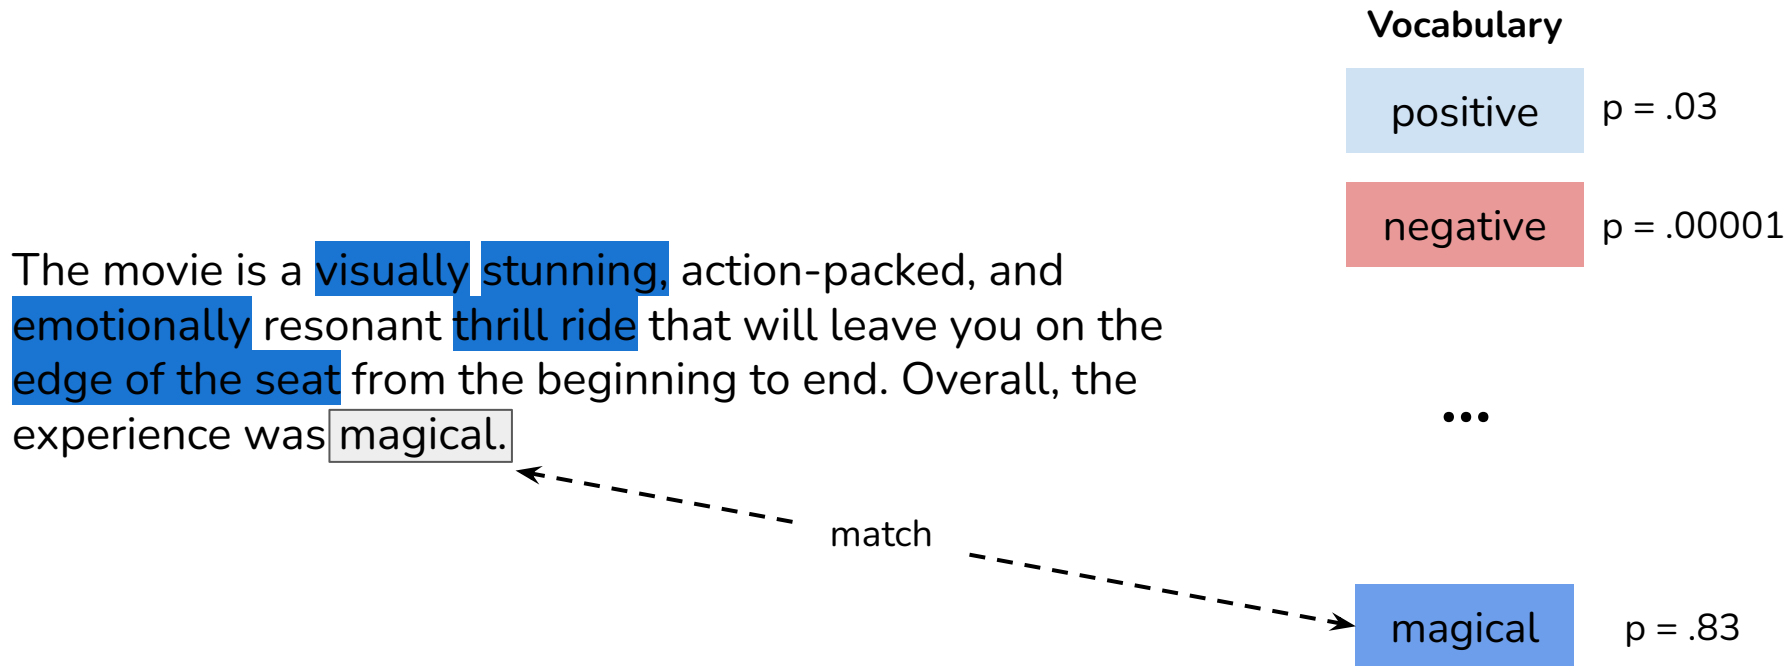 Vocabulary
positive p = .03
negative p = .00001
The movie is a visually stunning, action-packed, and
emotionally resonant thrill ride that will leave you on the
edge of the seat from the beginning to end. Overall, the
experience was magical.
...
match
magical p = .83